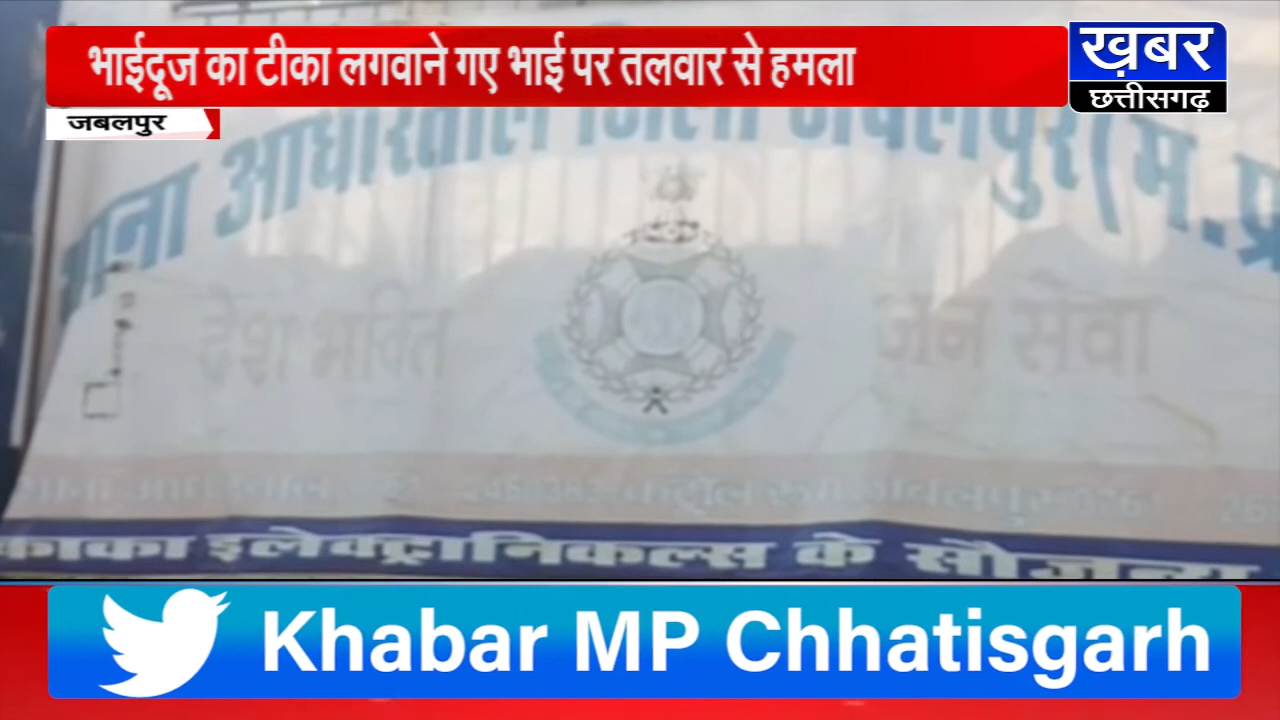 भाईदूज का टीका लगवाने गए भाई पर तलवार से हमला
ख़बर
छत्तीसगढ़
जबलपुर
थाना आधारताल जिला जबलपुर (म.प्र
देश भक्ति
जन सेवा
काका इलेक्ट्रानिकल्स के सौजन्य
Khabar MP Chhatisgarh